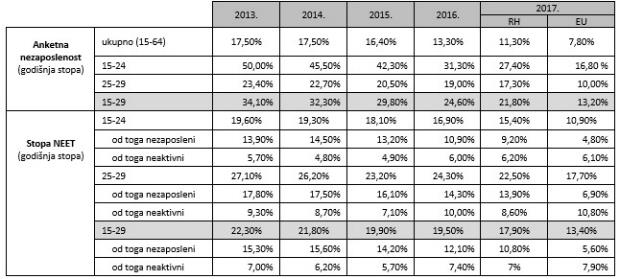 2013. 2014. 2015. 2016. 2017.
RH EU
Anketna nezaposlenost (godišnja stopa)
ukupno (15-64) 17,50% 17,50% 16,40% 13,30% 11,30% 7,80%
15-24 50,00% 45,50% 42,30% 31,30% 27,40% 16,80 %
25-29 23,40% 22,70% 20,50% 19,00% 17,30% 10,00%
15-29 34,10% 32,30% 29,80% 24,60% 21,80% 13,20%
Stopa NEET (godišnja stopa)
15-24 19,60% 19,30% 18,10% 16,90% 15,40% 10,90%
od toga nezaposleni 13,90% 14,50% 13,20% 10,90% 9,20% 4,80%
od toga neaktivni 5,70% 4,80% 4,90% 6,00% 6,20% 6,10%
25-29 27,10% 26,20% 23,20% 24,30% 22,50% 17,70%
od toga nezaposleni 17,80% 17,50% 16,10% 14,30% 13,90% 6,90%
od toga neaktivni 9,30% 8,70% 7,10% 10,00% 8,60% 10,80%
15-29 22,30% 21,80% 19,90% 19,50% 17,90% 13,40%
od toga nezaposleni 15,30% 15,60% 14,20% 12,10% 10,80% 5,60%
od toga neaktivni 7,00% 6,20% 5,70% 7,40% 7% 7,90%